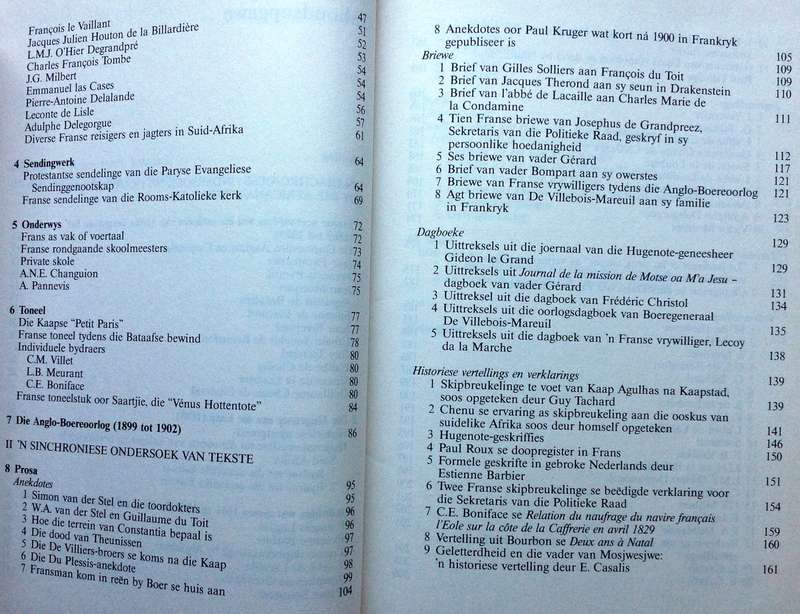 François le Vaillant 47
Jacques Julien Houton de la Billardière 51
L.M.J. O'Hier Degrandpré 52
Charles François Tombe 53
J.G. Milbert 54
Emmanuel las Cases 54
Pierre-Antoine Delalande 54
Leconte de Lisle 56
Adulphe Delegorgue 57
Diverse Franse reisigers en jagters in Suid-Afrika 61
4 Sendingwerk 64
Protestantse sendelinge van die Paryse Evangeliese
Sendinggenootskap 64
Franse sendelinge van die Rooms-Katolieke kerk 69
5 Onderwys 72
Frans as vak of voertaal 72
Franse rondgaande skoolmeesters 73
Private skole 74
A.N.E. Changuion 75
A. Pannevis 75
6 Toneel 77
Die Kaapse "Petit Paris" 77
Franse toneel tydens die Bataafse bewind 78
Individuele bydraers 80
C.M. Villet 80
L.B. Meurant 80
C.E. Boniface 80
Franse toneelstuk oor Saartjie, die "Vénus Hottentote" 84
7 Die Anglo-Boereoorlog (1899 tot 1902) 86
II 'N SINCHRONIESE ONDERSOEK VAN TEKSTE
8 Prosa 95
Anekdotes 95
1 Simon van der Stel en die toordokters 96
2 W.A. van der Stel en Guillaume du Toit 96
3 Hoe die terrein van Constantia bepaal is 97
4 Die dood van Theunissen 97
5 Die De Villiers-broers se koms na die Kaap 98
6 Die Du Plessis-anekdote 99
7 Fransman kom in reën by Boer se huis aan 104
8 Anekdotes oor Paul Kruger wat kort ná 1900 in Frankryk
gepubliseer is 105
Briewe
1 Brief van Gilles Solliers aan François du Toit 109
2 Brief van Jacques Therond aan sy seun in Drakenstein 109
3 Brief van l'abbé de Lacaille aan Charles Marie de 110
la Condamine
4 Tien Franse briewe van Josephus de Grandpreez, 111
Sekretaris van die Politieke Raad, geskryf in sy
persoonlike hoedanigheid
5 Ses briewe van vader Gérard 112
6 Brief van vader Bompart aan sy owerstes 117
7 Briewe van Franse vrywilligers tydens die Anglo-Boereoorlog 121
8 Agt briewe van De Villebois-Mareuil aan sy familie 121
in Frankryk 123
Dagboeke
1 Uittreksels uit die joernaal van die Hugenote-geneesheer 129
Gideon le Grand
2 Uittreksels uit Journal de la mission de Motse oa M'a Jesu – 129
dagboek van vader Gérard
3 Uittreksel uit die dagboek van Frédéric Christol 131
4 Uittreksels uit die oorlogsdagboek van Boeregeneraal 134
De Villebois-Mareuil
5 Uittreksels uit die dagboek van 'n Franse vrywilliger, Lecoy 135
da la Marche 138
Historiese vertellings en verklarings
1 Skipbreukelinge te voet van Kaap Agulhas na Kaapstad, 139
soos opgeteken deur Guy Tachard
2 Chenu se ervaring as skipbreukeling aan die ooskus van 139
suidelike Afrika soos deur homself opgeteken 141
3 Hugenote-geskriffies 146
4 Paul Roux se doopregister in Frans 150
5 Formele geskrifte in gebroke Nederlands deur
Estienne Barbier 151
6 Twee Franse skipbreukelinge se beëdigde verklaring voor
die Sekretaris van die Politieke Raad 154
7 C.E. Boniface se Relation du naufrage du navire français
l'Eole sur la côte de la Caffrerie en avril 1829 159
8 Vertelling uit Bourbon se Deux ans à Natal 160
9 Geletterdheid en die vader van Mosjwesjwe:
'n historiese vertelling deur E. Casalis 161